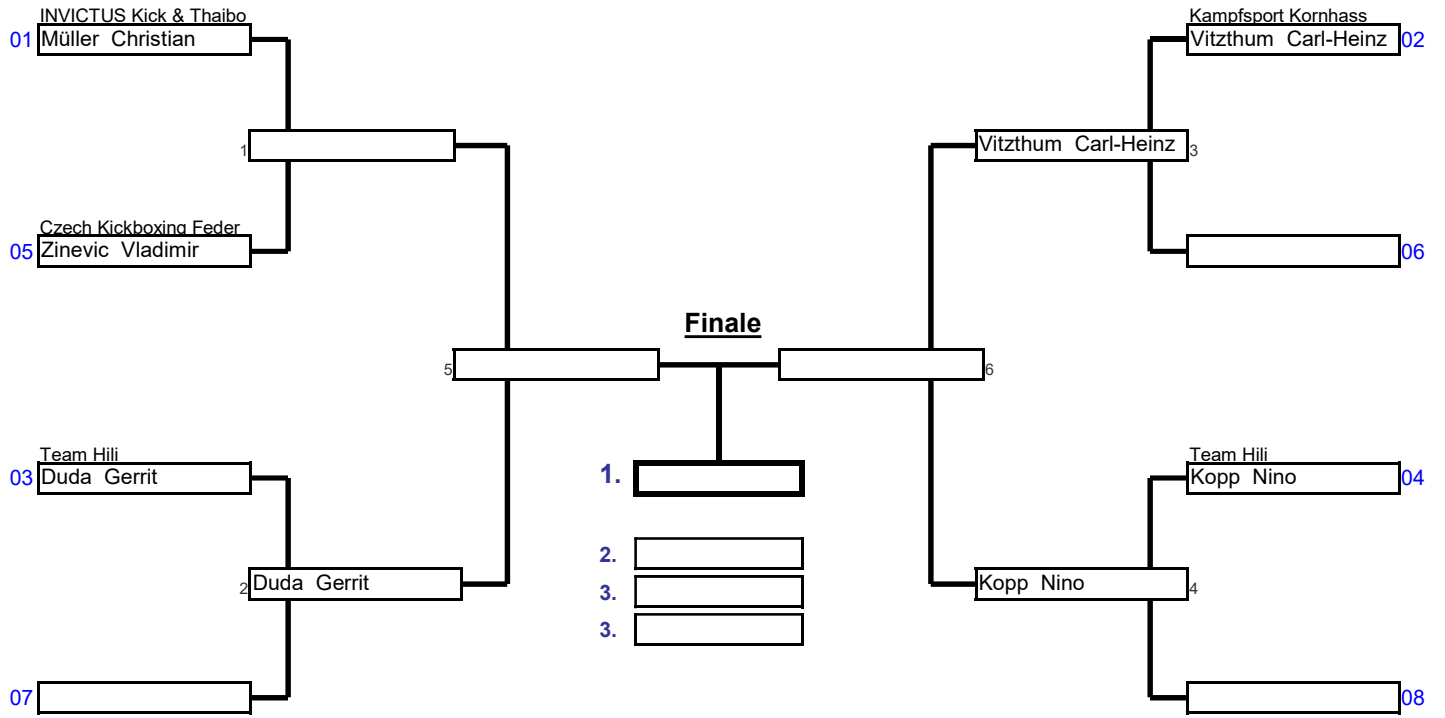 INVICTUS Kick & Thaibo
01 Müller Christian
Kampfsport Kornhass
Vitzthum Carl-Heinz 02
1
Vitzthum Carl-Heinz 3
Czech Kickboxing Feder
05 Zinevic Vladimir
06
Finale
5
6
Team Hili
03 Duda Gerrit
Team Hili
Kopp Nino 04
1.
2.
2 Duda Gerrit
3.
Kopp Nino 4
3.
07
08